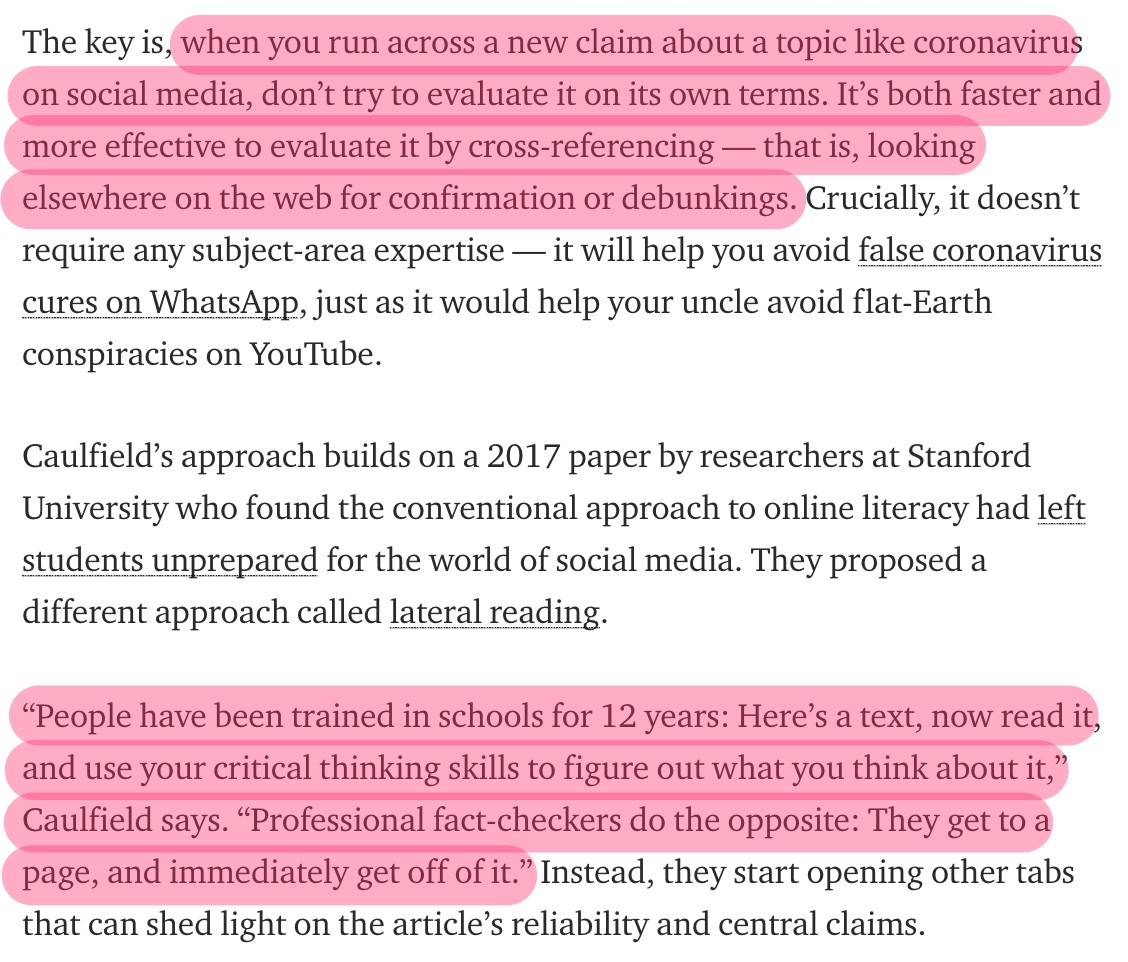 The key is, when you run across a new claim about a topic like coronavirus
on social media, don’t try to evaluate it on its own terms. It’s both faster and
more effective to evaluate it by cross-referencing — that is, looking
elsewhere on the web for confirmation or debunkings. Crucially, it doesn’t
require any subject-area expertise — it will help you avoid false coronavirus
cures on WhatsApp, just as it would help your uncle avoid flat-Earth
conspiracies on YouTube.
Caulfield’s approach builds on a 2017 paper by researchers at Stanford
University who found the conventional approach to online literacy had left
students unprepared for the world of social media. They proposed a
different approach called lateral reading.
“People have been trained in schools for 12 years: Here’s a text, now read it,
and use your critical thinking skills to figure out what you think about it,”
Caulfield says. “Professional fact-checkers do the opposite: They get to a
page, and immediately get off of it.” Instead, they start opening other tabs
that can shed light on the article’s reliability and central claims.